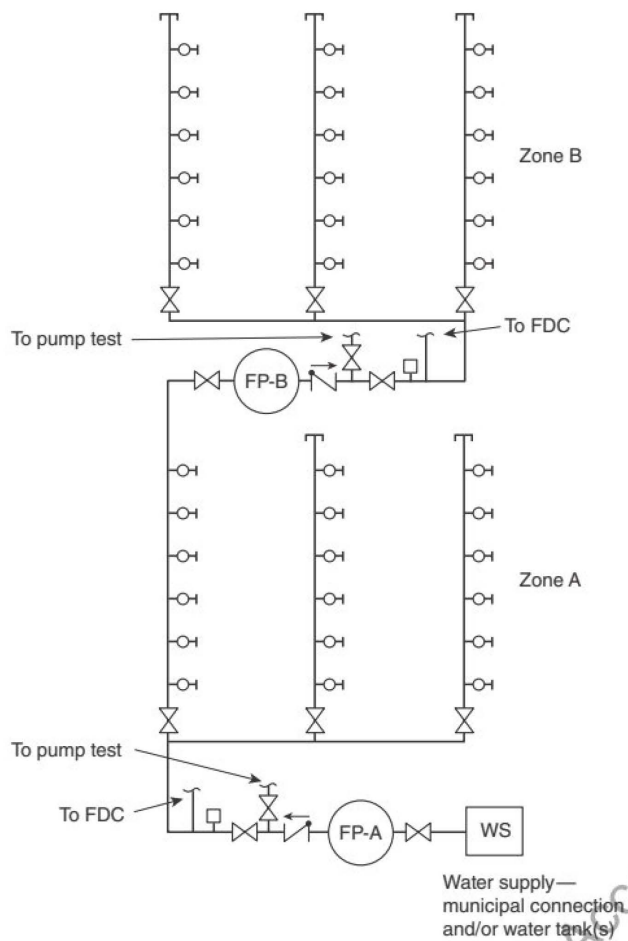 Zone B
To pump test
To FDC
FP-B
Zone A
To pump test
To FDC
FP-A
WS
Water supply—
municipal connection
and/or water tank(s)